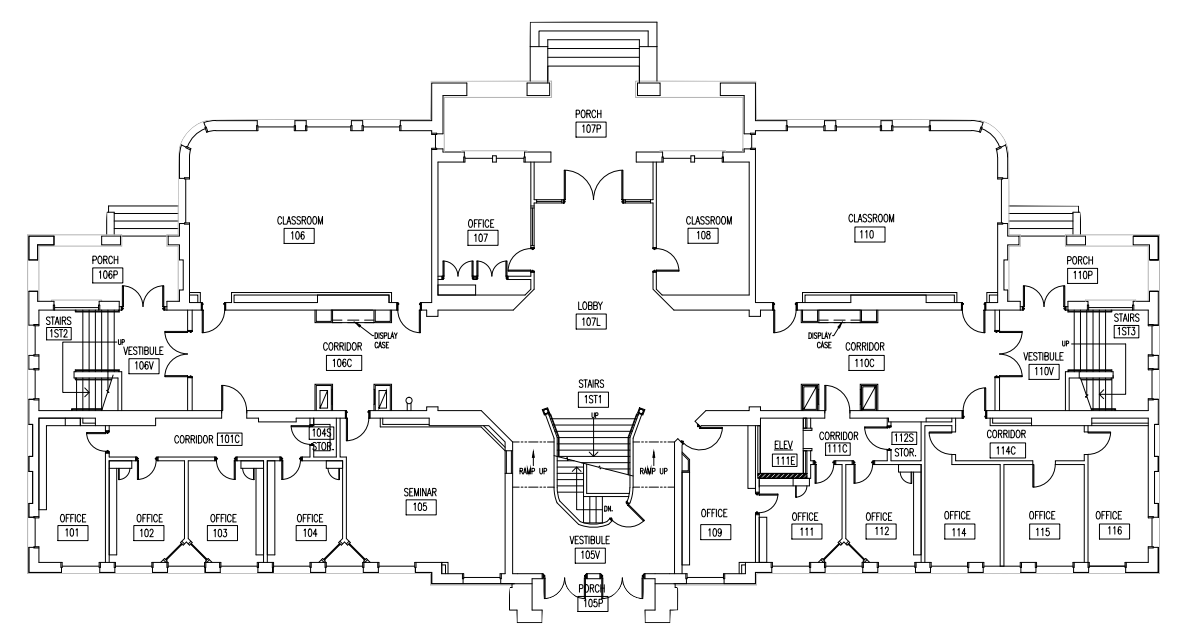 PORCH
107P
CLASSROOM
106
OFFICE
107
CLASSROOM
108
CLASSROOM
110
PORCH
106P
PORCH
110P
LOBBY
107L
STAIRS
1ST2
UP
VESTIBULE
106V
DISPLAY
CASE
CORRIDOR
106C
DISPLAY
CASE
CORRIDOR
110C
STAIRS
1ST3
UP
VESTIBULE
110V
STAIRS
1ST1
UP
CORRIDOR 101C
104S
STOR.
RAMP UP
RAMP UP
DN.
ELEV
111E
CORRIDOR
111C
112S
STOR.
CORRIDOR
114C
SEMINAR
105
OFFICE
101
OFFICE
102
OFFICE
103
OFFICE
104
VESTIBULE
105V
OFFICE
109
OFFICE
111
OFFICE
112
OFFICE
114
OFFICE
115
OFFICE
116
PORCH
105P